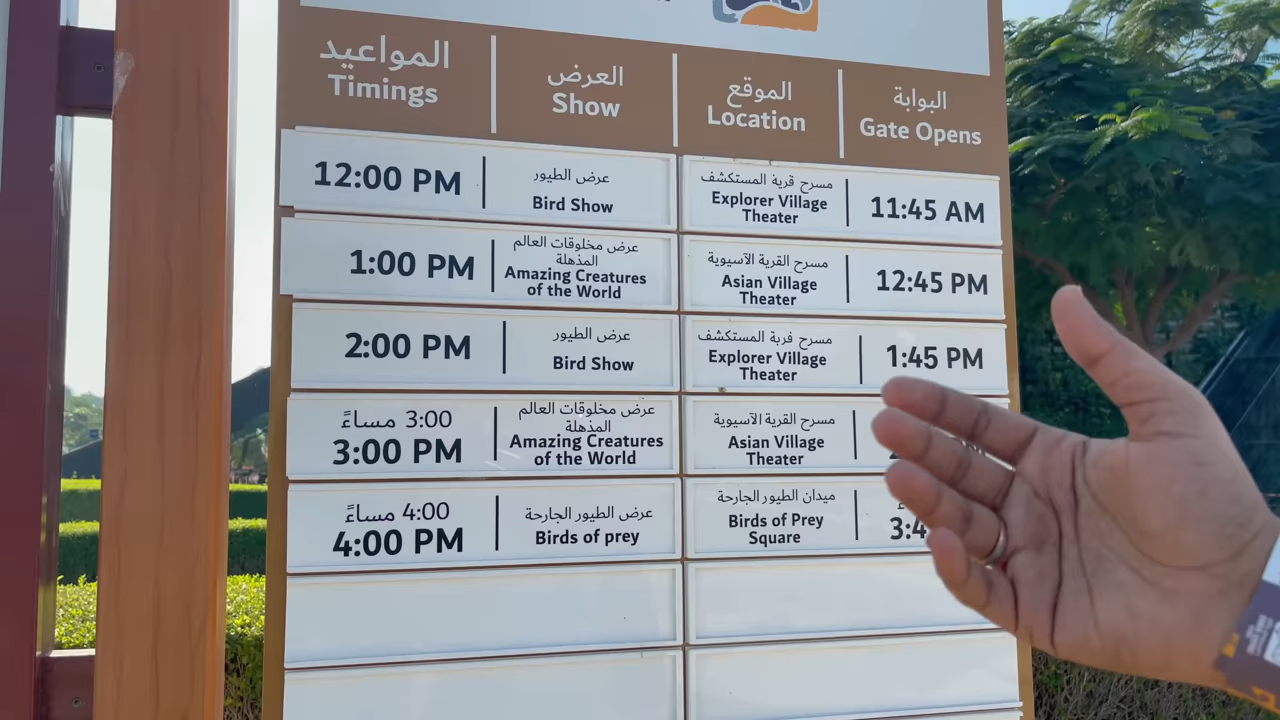 المواعيد
Timings
العرض
Show
الموقع
Location
البوابة
Gate Opens
12:00 PM
عرض الطيور
Bird Show
مسرح قرية المستكشف
Explorer Village
Theater
11:45 AM
1:00 PM
عرض مخلوقات العالم
المذهلة
Amazing Creatures
of the World
مسرح القرية الآسيوية
Asian Village
Theater
12:45 PM
2:00 PM
عرض الطيور
Bird Show
مسرح قرية المستكشف
Explorer Village
Theater
1:45 PM
3:00 مساءً
3:00 PM
عرض مخلوقات العالم
المذهلة
Amazing Creatures
of the World
مسرح القرية الآسيوية
Asian Village
Theater
4:00 مساءً
4:00 PM
عرض الطيور الجارحة
Birds of prey
ميدان الطيور الجارحة
Birds of Prey
Square
3:4